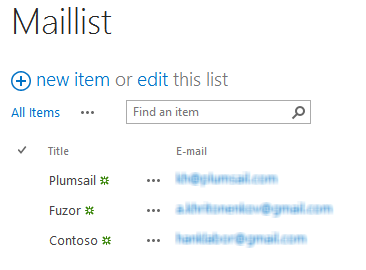 Maillist
new item or edit this list
All Items ••• Find an item
Title E-mail
Plumsail •••
Fuzor •••
Contoso •••